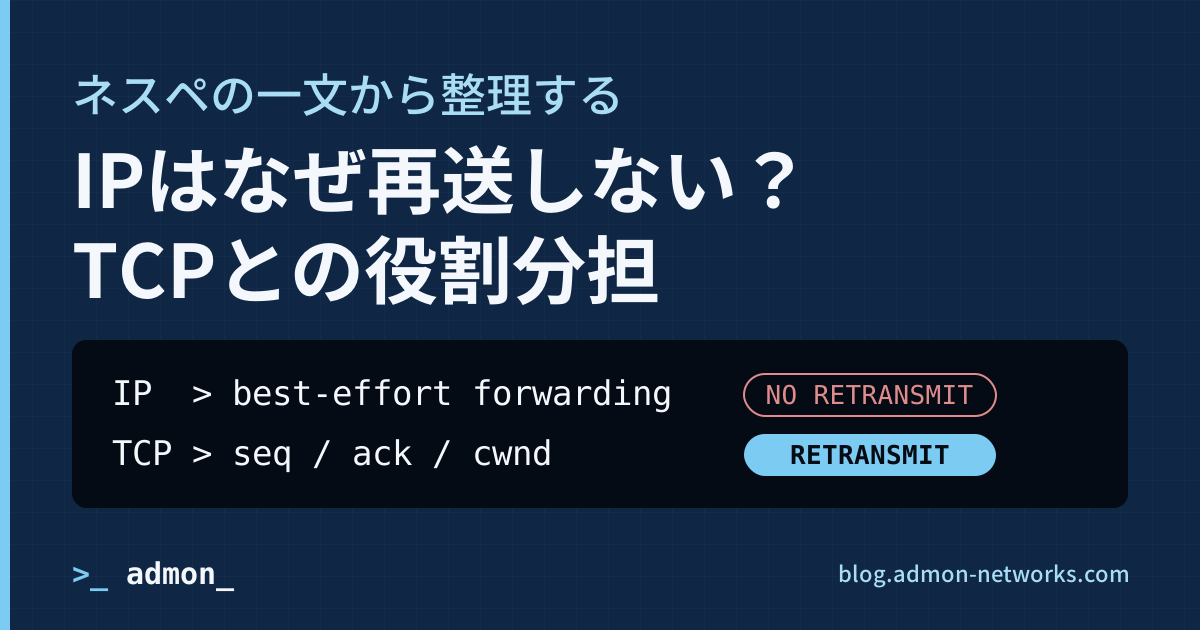 ネスペの一文から整理する
IPはなぜ再送しない？
TCPとの役割分担
IP > best-effort forwarding NO RETRANSMIT
TCP > seq / ack / cwnd RETRANSMIT
>_ admon_ blog.admon-networks.com